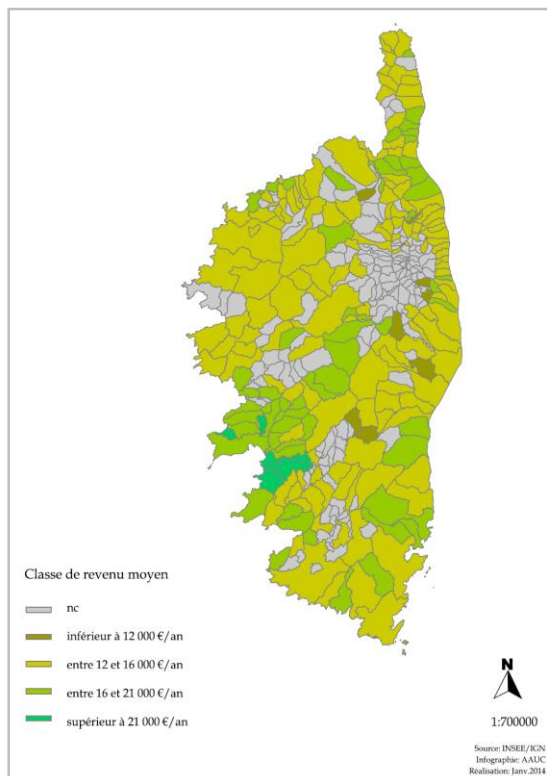 Classe de revenu moyen
nc
inférieur à 12 000 €/an
entre 12 et 16 000 €/an
entre 16 et 21 000 €/an
supérieur à 21 000 €/an
N
1:700000
Source: INSEE/IGN
Infographie: AAUC
Réalisation: Janv.2014